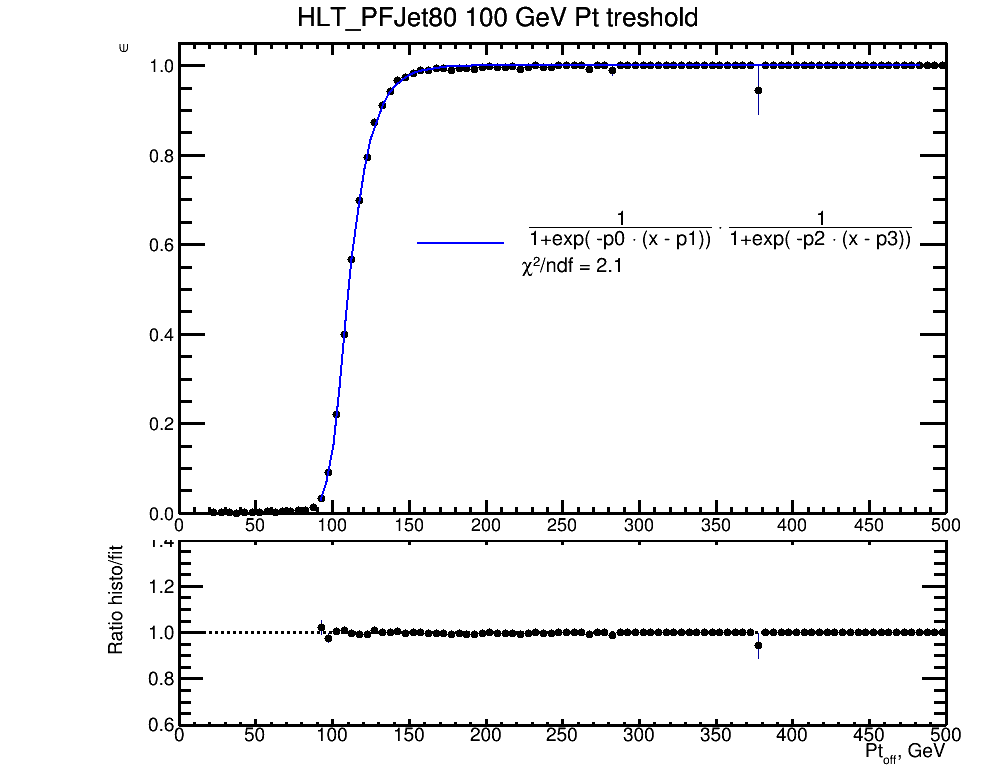 HLT_PFJet80 100 GeV Pt treshold
∈
1.0
0.8
0.6
0.4
0.2
0.0
1 / 1+exp( -p0 · (x - p1)) · 1 / 1+exp( -p2 · (x - p3))
χ²/ndf = 2.1
0 50 100 150 200 250 300 350 400 450 500
Ratio histo/fit
1.4
1.2
1.0
0.8
0.6
0 50 100 150 200 250 300 350 400 450 500
Pt_off, GeV